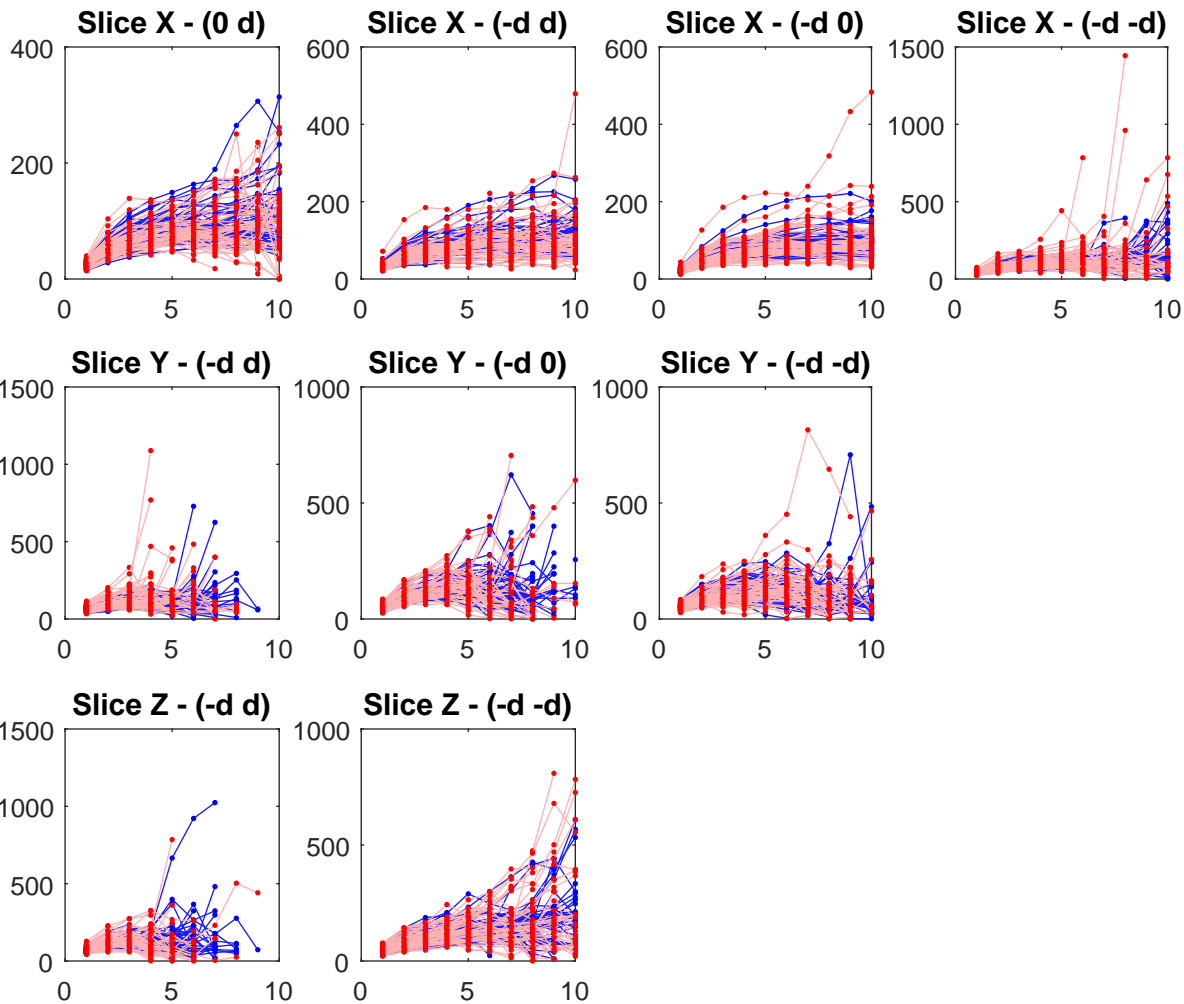 Slice X - (0 d)
Slice X - (-d d)
Slice X - (-d 0)
Slice X - (-d -d)
400
200
0
0 5 10
600
400
200
0
0 5 10
600
400
200
0
0 5 10
1500
1000
500
0
0 5 10
Slice Y - (-d d)
Slice Y - (-d 0)
Slice Y - (-d -d)
1500
1000
500
0
0 5 10
1000
500
0
0 5 10
1000
500
0
0 5 10
Slice Z - (-d d)
Slice Z - (-d -d)
1500
1000
500
0
0 5 10
1000
500
0
0 5 10